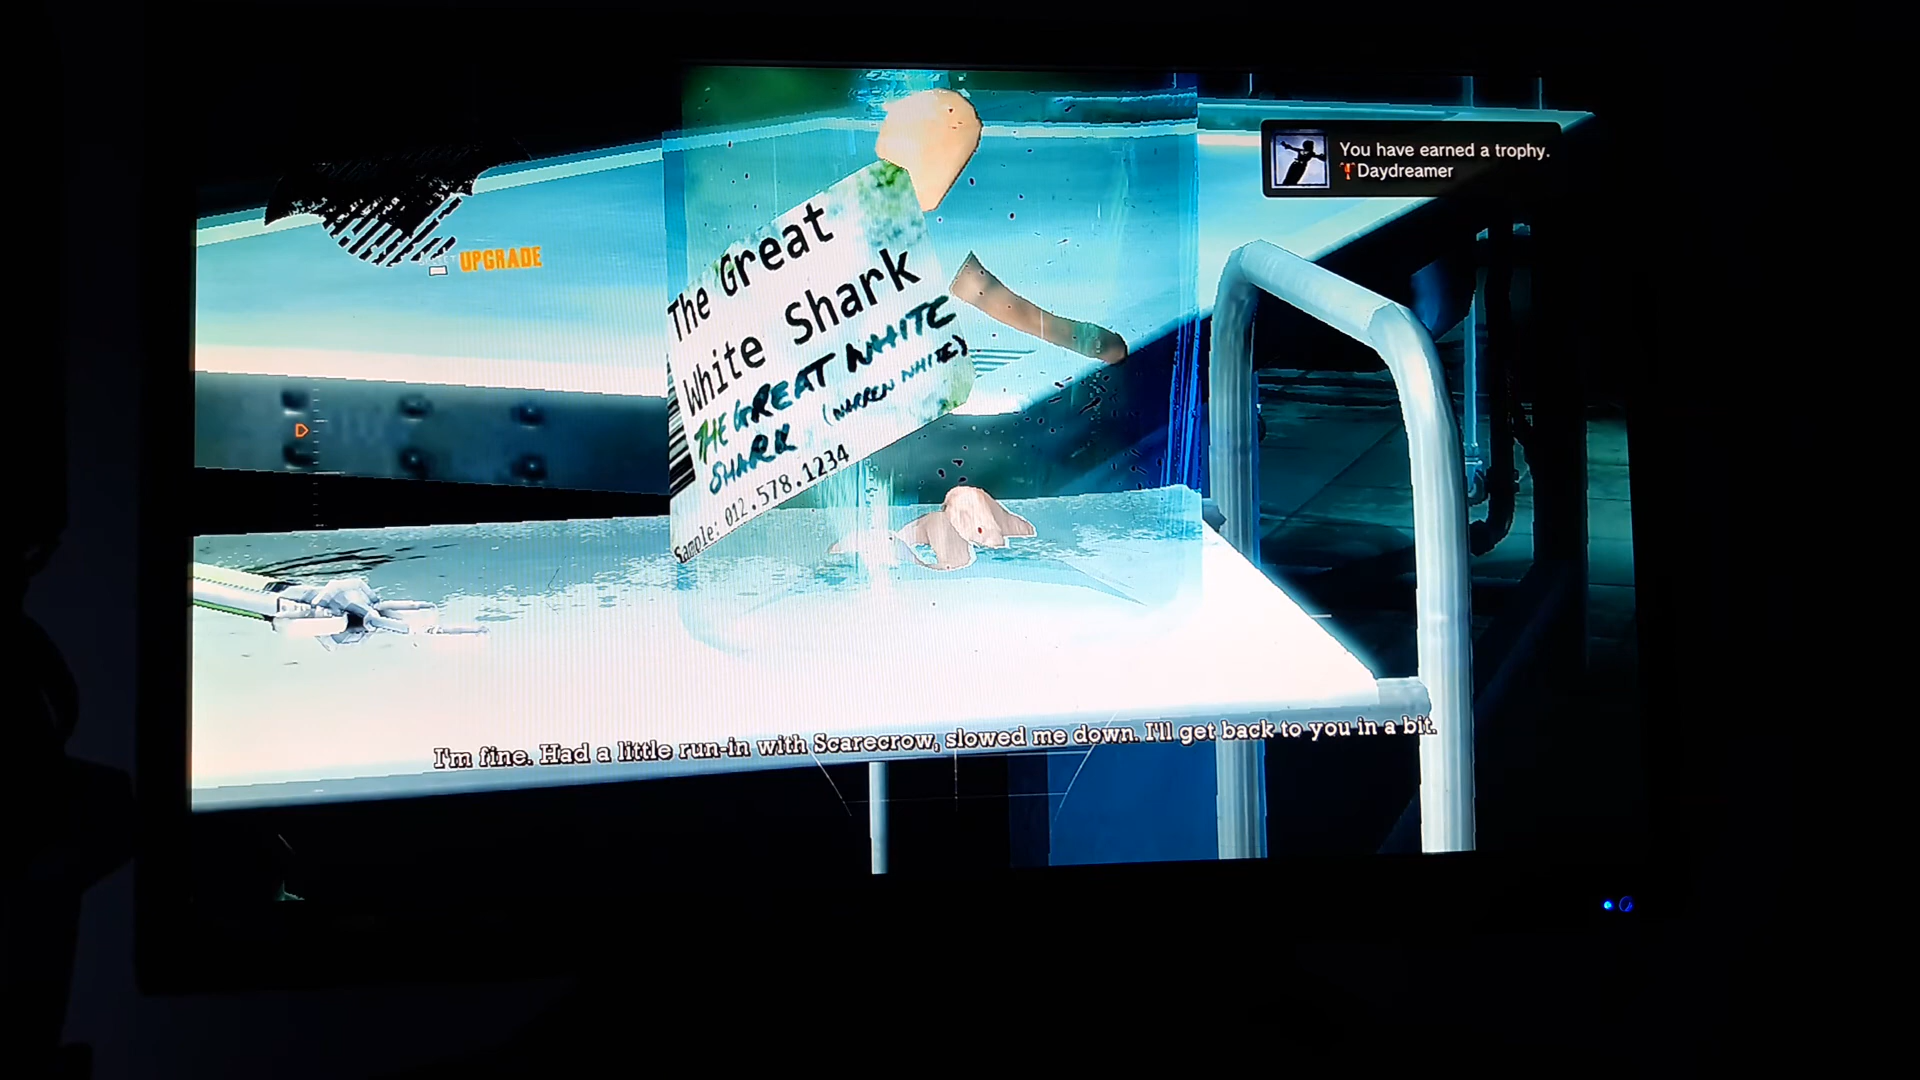 You have earned a trophy.
Daydreamer
UPGRADE
The Great
White Shark
THE GREAT WHITE
SHARK (WARREN WHITE)
Sample: 012.578.1234
I'm fine. Had a little run-in with Scarecrow, slowed me down. I'll get back to you in a bit.